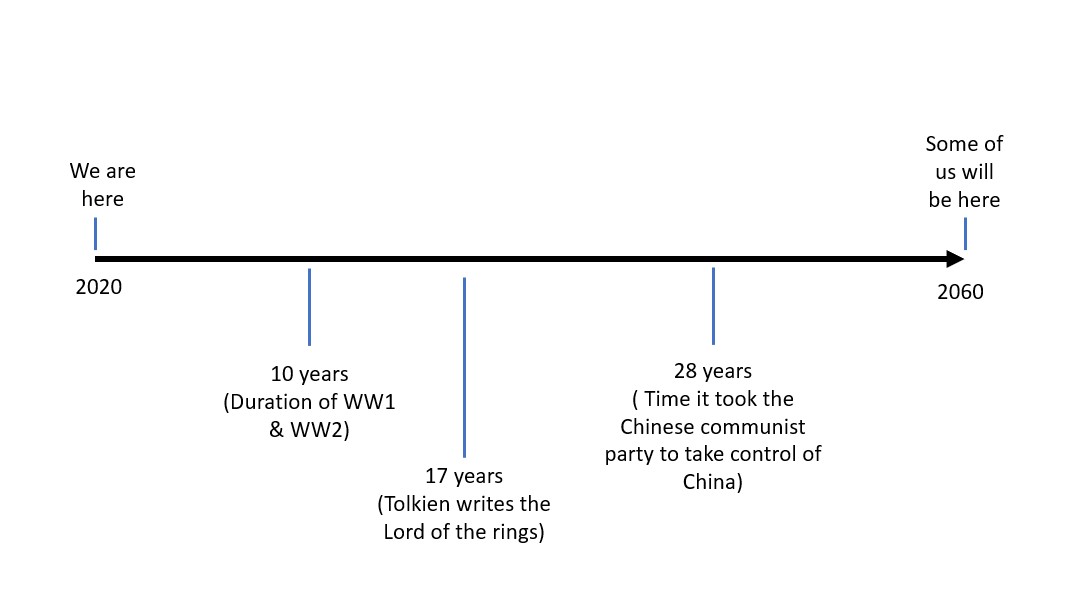 We are
here
Some of
us will
be here
2020
2060
10 years
(Duration of WW1
& WW2)
17 years
(Tolkien writes the
Lord of the rings)
28 years
( Time it took the
Chinese communist
party to take control of
China)